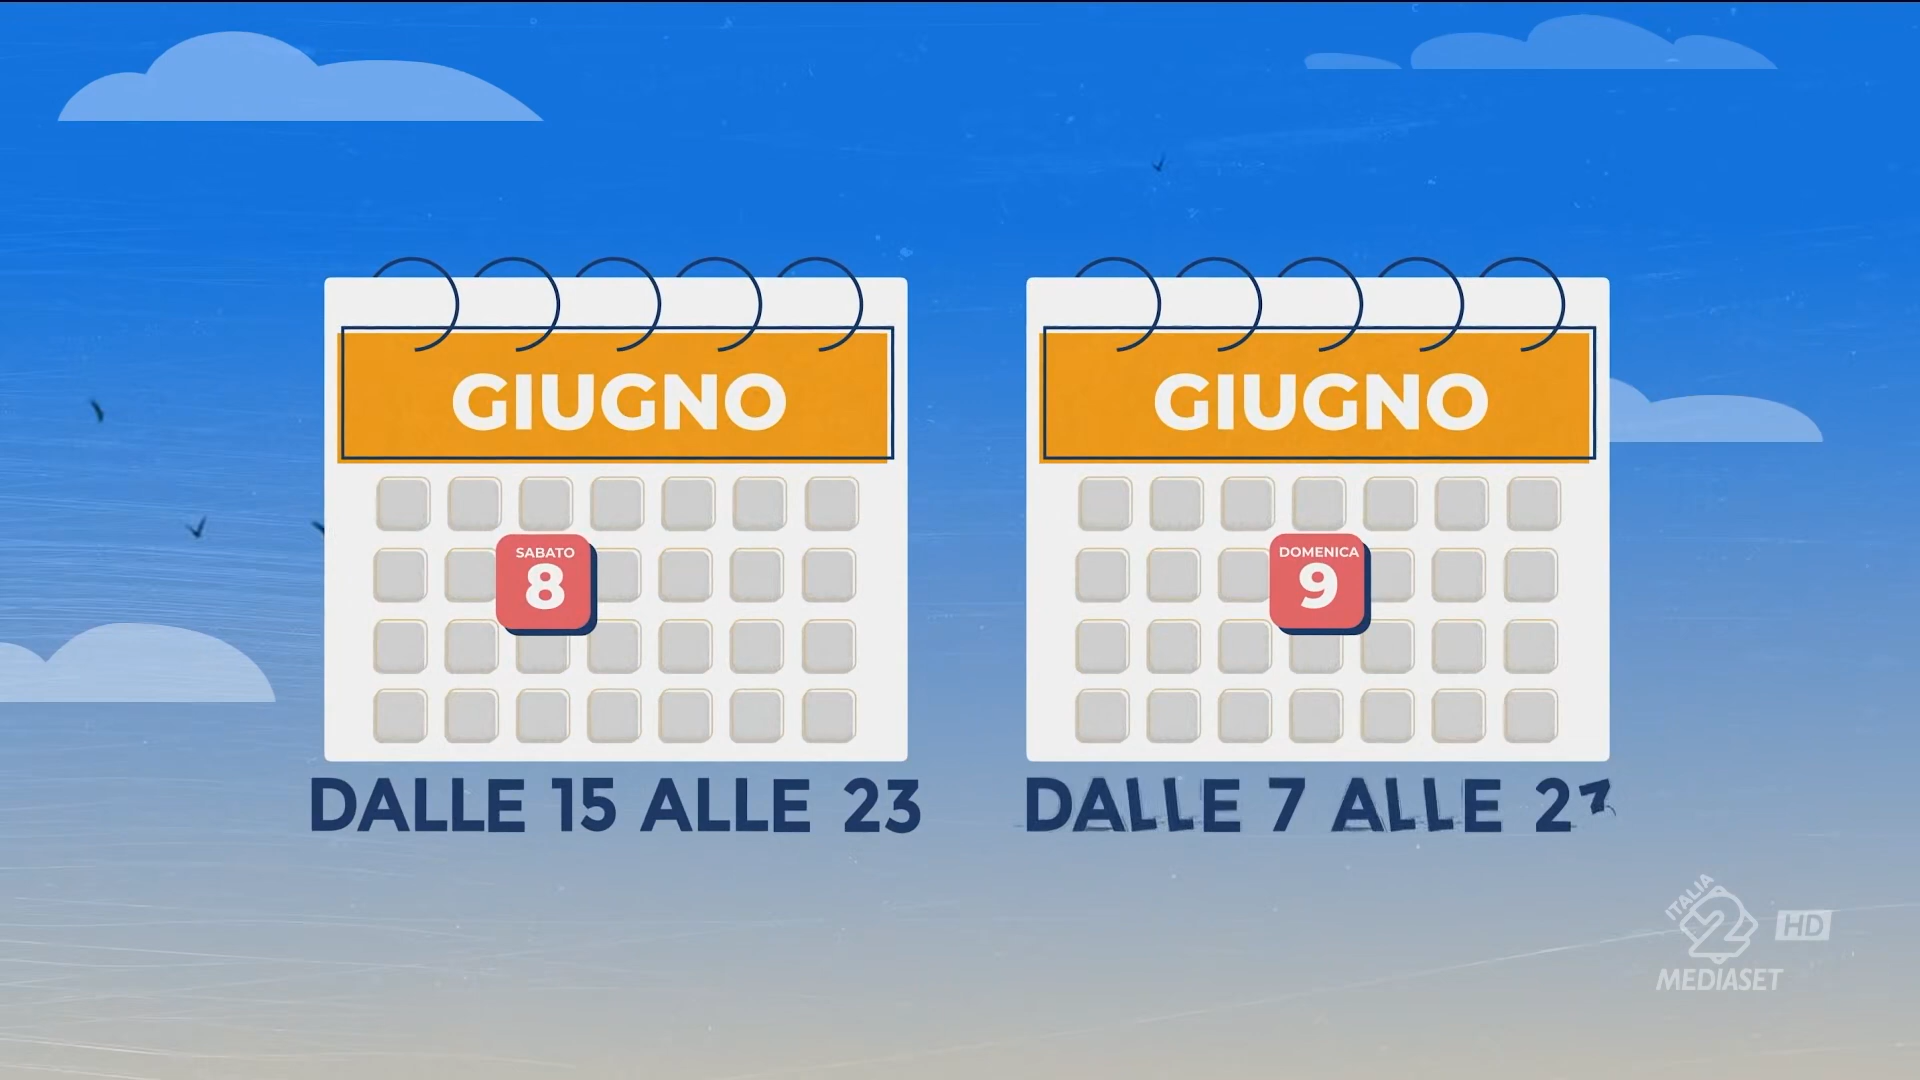 GIUGNO
SABATO
8
DALLE 15 ALLE 23
GIUGNO
DOMENICA
9
DALLE 7 ALLE
ITALIA
2
HD
MEDIASET